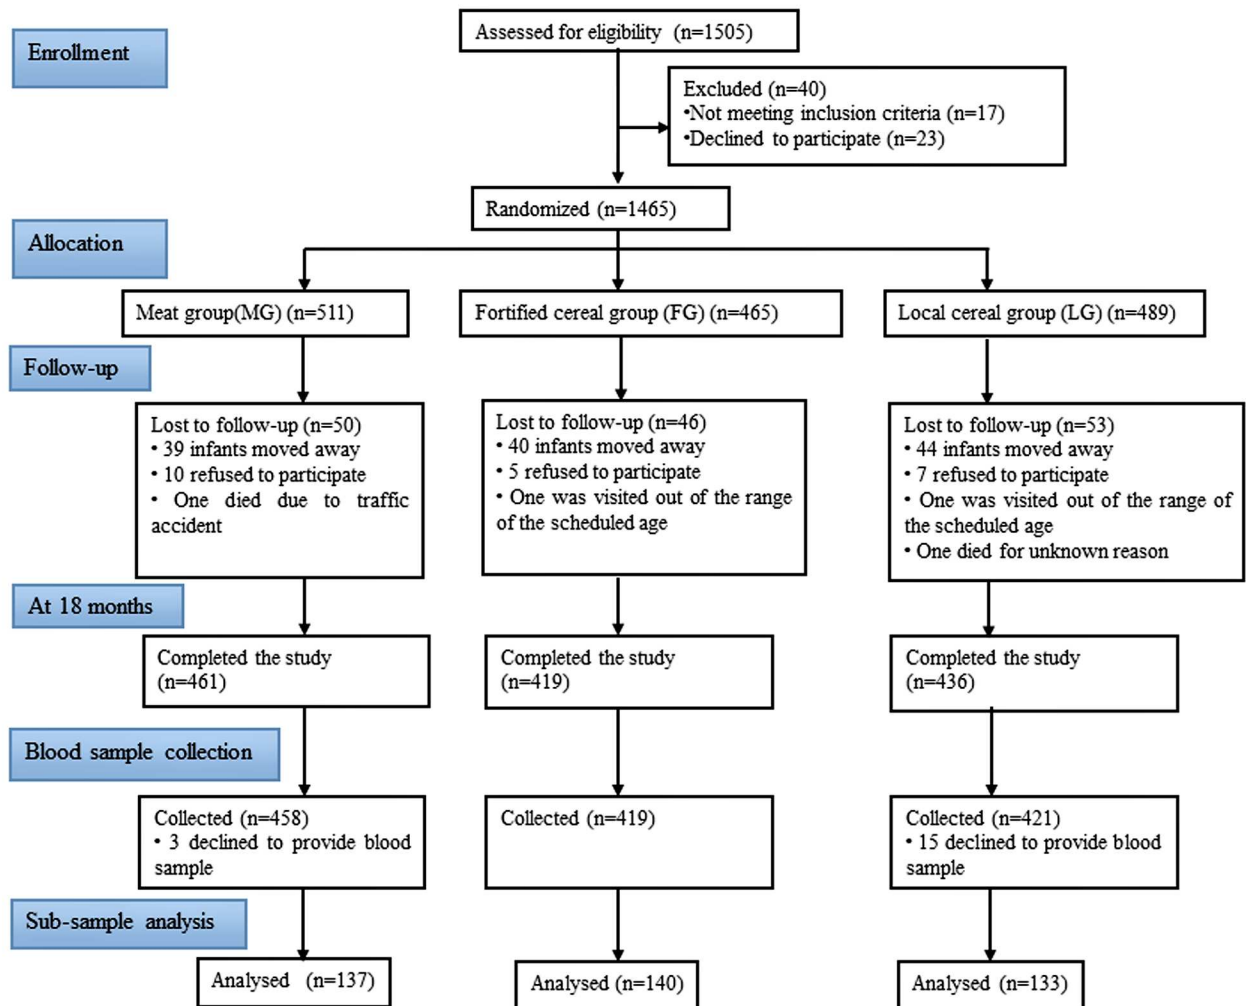 Enrollment
Assessed for eligibility (n=1505)
Excluded (n=40)
•Not meeting inclusion criteria (n=17)
•Declined to participate (n=23)
Randomized (n=1465)
Allocation
Meat group(MG) (n=511)
Fortified cereal group (FG) (n=465)
Local cereal group (LG) (n=489)
Follow-up
Lost to follow-up (n=50)
• 39 infants moved away
• 10 refused to participate
• One died due to traffic
accident
Lost to follow-up (n=46)
• 40 infants moved away
• 5 refused to participate
• One was visited out of the range
of the scheduled age
Lost to follow-up (n=53)
• 44 infants moved away
• 7 refused to participate
• One was visited out of the range of
the scheduled age
• One died for unknown reason
At 18 months
Completed the study
(n=461)
Completed the study
(n=419)
Completed the study
(n=436)
Blood sample collection
Collected (n=458)
• 3 declined to provide blood
sample
Collected (n=419)
Collected (n=421)
• 15 declined to provide blood
sample
Sub-sample analysis
Analysed (n=137)
Analysed (n=140)
Analysed (n=133)